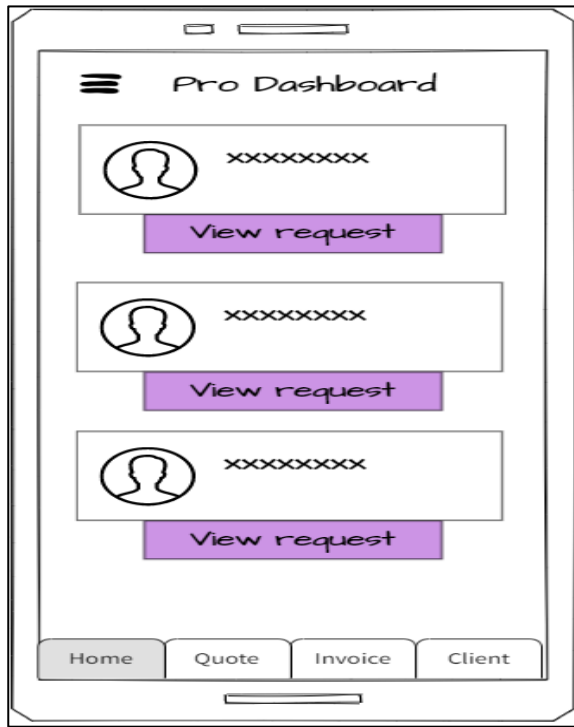 Pro Dashboard
xxxxxxxx
View request
xxxxxxxx
View request
xxxxxxxx
View request
Home Quote Invoice Client